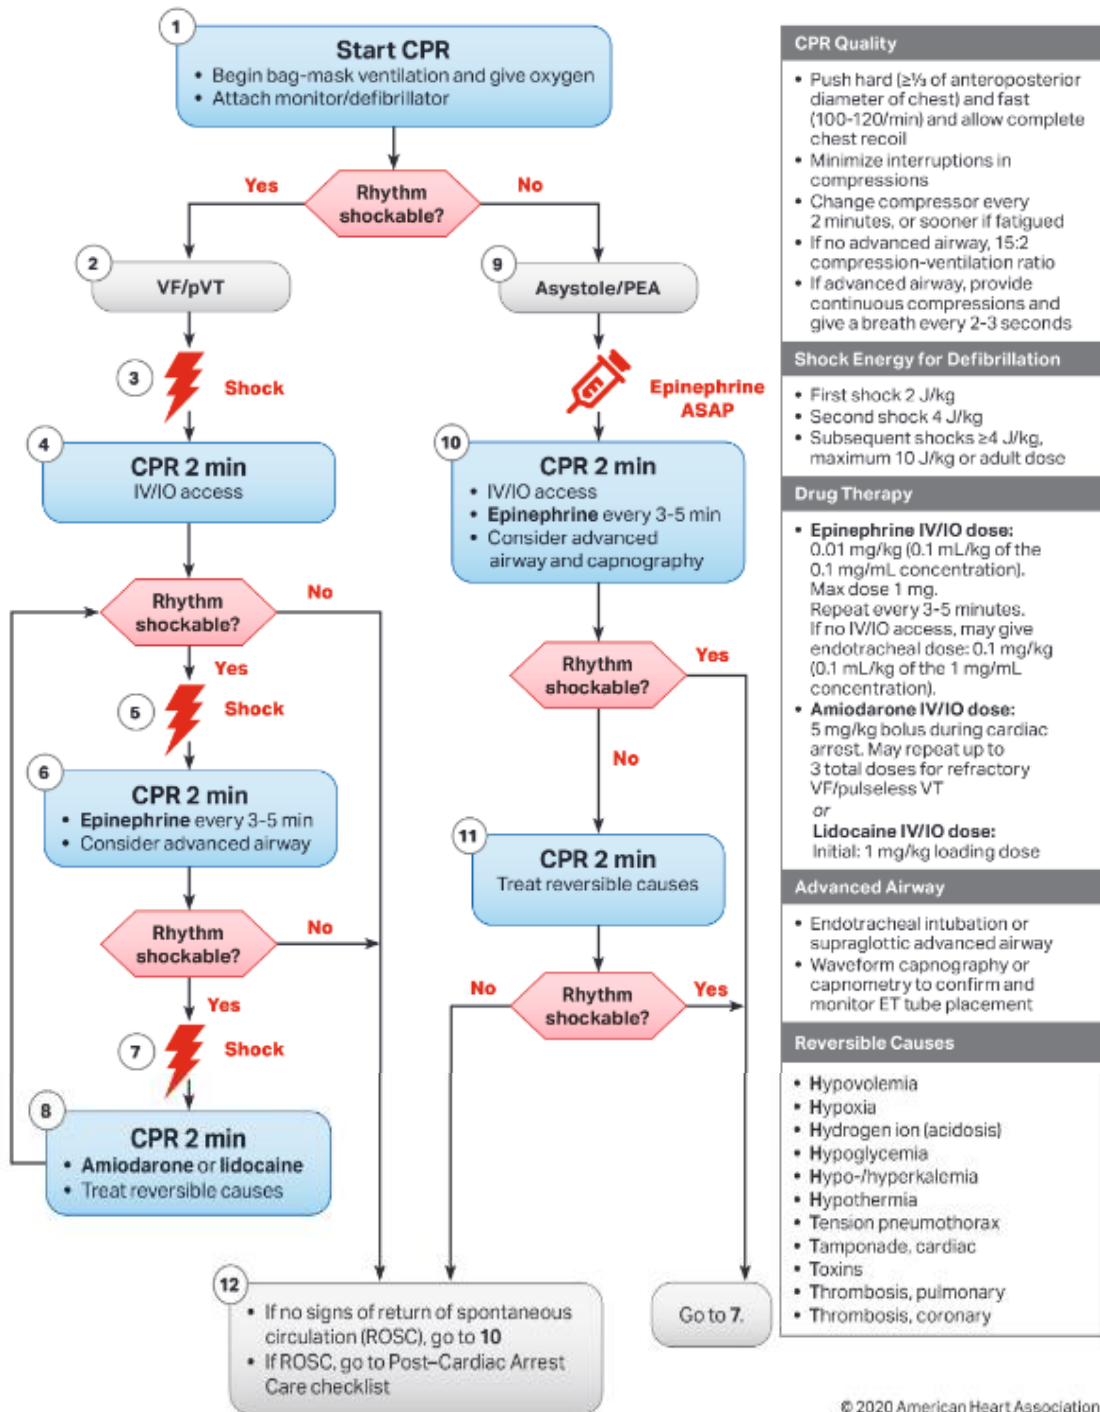 1
Start CPR
• Begin bag-mask ventilation and give oxygen
• Attach monitor/defibrillator
Yes
Rhythm
shockable?
No
2
VF/pVT
9
Asystole/PEA
3
Shock
Epinephrine
ASAP
4
CPR 2 min
IV/IO access
10
CPR 2 min
• IV/IO access
• Epinephrine every 3-5 min
• Consider advanced
airway and capnography
Rhythm
shockable?
No
Yes
5
Shock
Rhythm
shockable?
Yes
No
6
CPR 2 min
• Epinephrine every 3-5 min
• Consider advanced airway
11
CPR 2 min
Treat reversible causes
Rhythm
shockable?
No
Yes
7
Shock
No
Rhythm
shockable?
Yes
8
CPR 2 min
• Amiodarone or lidocaine
• Treat reversible causes
12
• If no signs of return of spontaneous
circulation (ROSC), go to 10
• If ROSC, go to Post–Cardiac Arrest
Care checklist
Go to 7.
CPR Quality
• Push hard (≥⅓ of anteroposterior
diameter of chest) and fast
(100-120/min) and allow complete
chest recoil
• Minimize interruptions in
compressions
• Change compressor every
2 minutes, or sooner if fatigued
• If no advanced airway, 15:2
compression-ventilation ratio
• If advanced airway, provide
continuous compressions and
give a breath every 2-3 seconds
Shock Energy for Defibrillation
• First shock 2 J/kg
• Second shock 4 J/kg
• Subsequent shocks ≥4 J/kg,
maximum 10 J/kg or adult dose
Drug Therapy
• Epinephrine IV/IO dose:
0.01 mg/kg (0.1 mL/kg of the
0.1 mg/mL concentration).
Max dose 1 mg.
Repeat every 3-5 minutes.
If no IV/IO access, may give
endotracheal dose: 0.1 mg/kg
(0.1 mL/kg of the 1 mg/mL
concentration).
• Amiodarone IV/IO dose:
5 mg/kg bolus during cardiac
arrest. May repeat up to
3 total doses for refractory
VF/pulseless VT
or
Lidocaine IV/IO dose:
Initial: 1 mg/kg loading dose
Advanced Airway
• Endotracheal intubation or
supraglottic advanced airway
• Waveform capnography or
capnometry to confirm and
monitor ET tube placement
Reversible Causes
• Hypovolemia
• Hypoxia
• Hydrogen ion (acidosis)
• Hypoglycemia
• Hypo-/hyperkalemia
• Hypothermia
• Tension pneumothorax
• Tamponade, cardiac
• Toxins
• Thrombosis, pulmonary
• Thrombosis, coronary
© 2020 American Heart Association